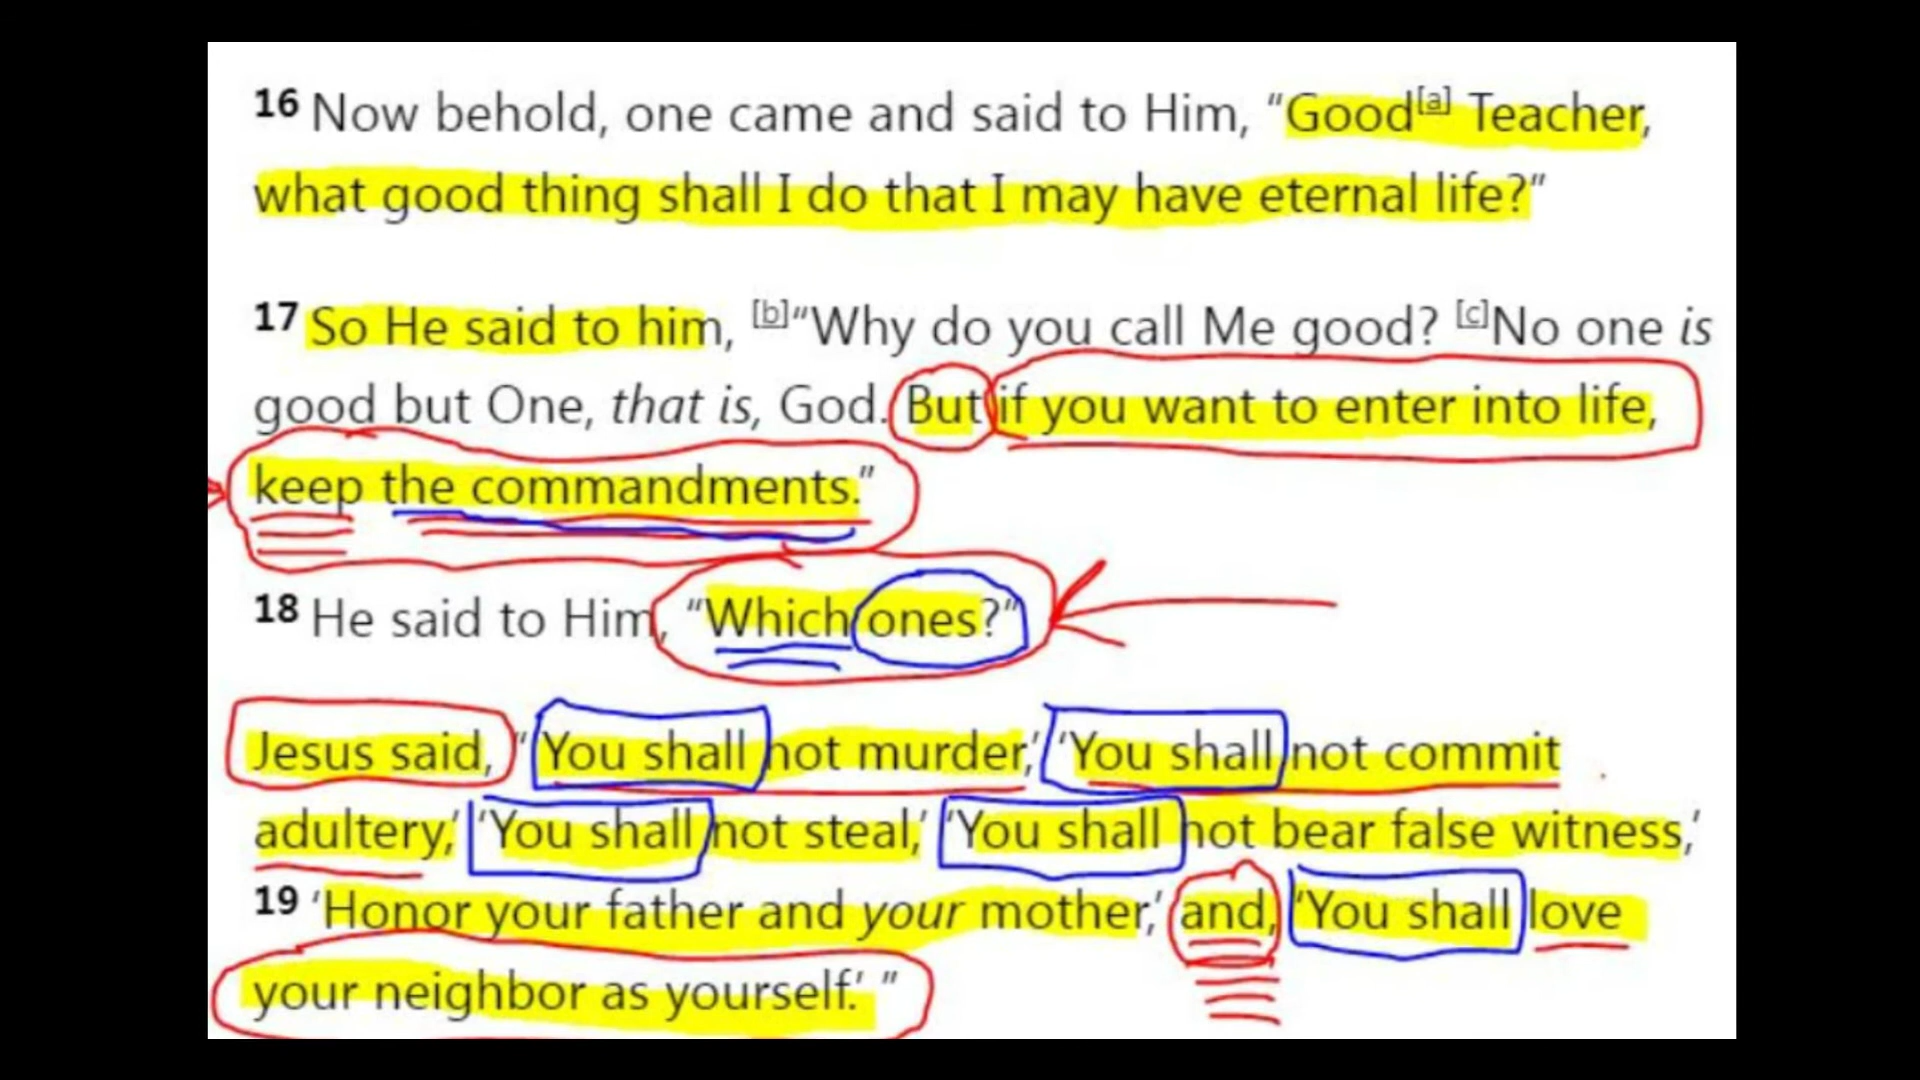 16 Now behold, one came and said to Him, “Good[a] Teacher,
what good thing shall I do that I may have eternal life?”
17 So He said to him, [b]“Why do you call Me good? [c]No one is
good but One, that is, God. But if you want to enter into life,
keep the commandments.”
18 He said to Him, “Which ones?”
Jesus said, “ ‘You shall not murder,’ ‘You shall not commit
adultery,’ ‘You shall not steal,’ ‘You shall not bear false witness,’
19 ‘Honor your father and your mother,’ and, ‘You shall love
your neighbor as yourself.’ ”